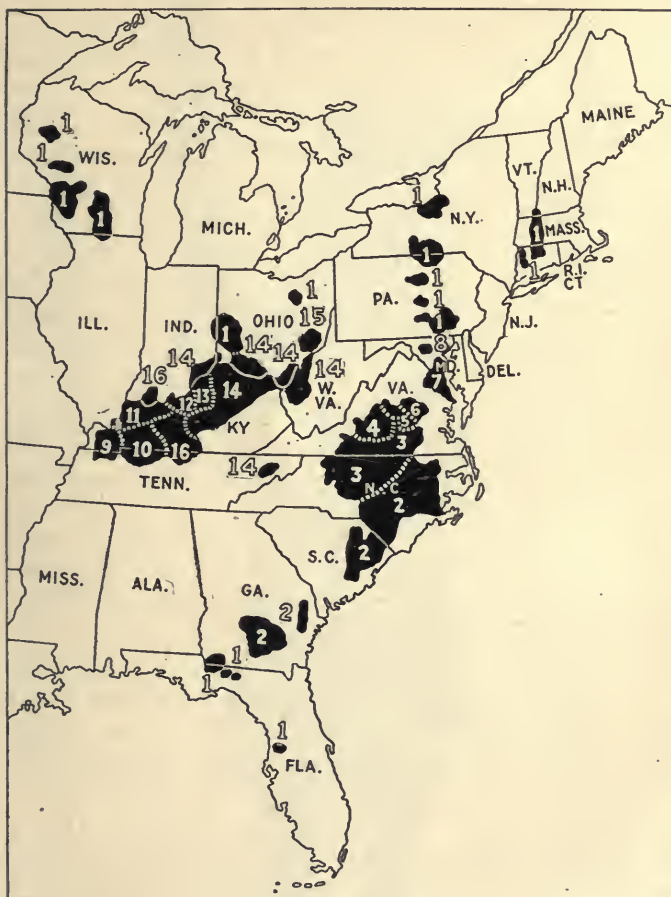 MAINE
1
WIS.
1
VT.
N.H.
1
N.Y.
MASS.
1
1
1
MICH.
1
R.I.
CT
1
1
1
PA.
1
1
15
OHIO
1
N.J.
ILL.
IND.
14
14
14
8
MD.
DEL.
16
14
14
W.
VA.
7
13
12
11
VA.
6
4
3
KY
9
10
16
14
3
TENN.
N.C.
2
S.C.
2
MISS.
ALA.
GA.
2
2
1
1
1
FLA.